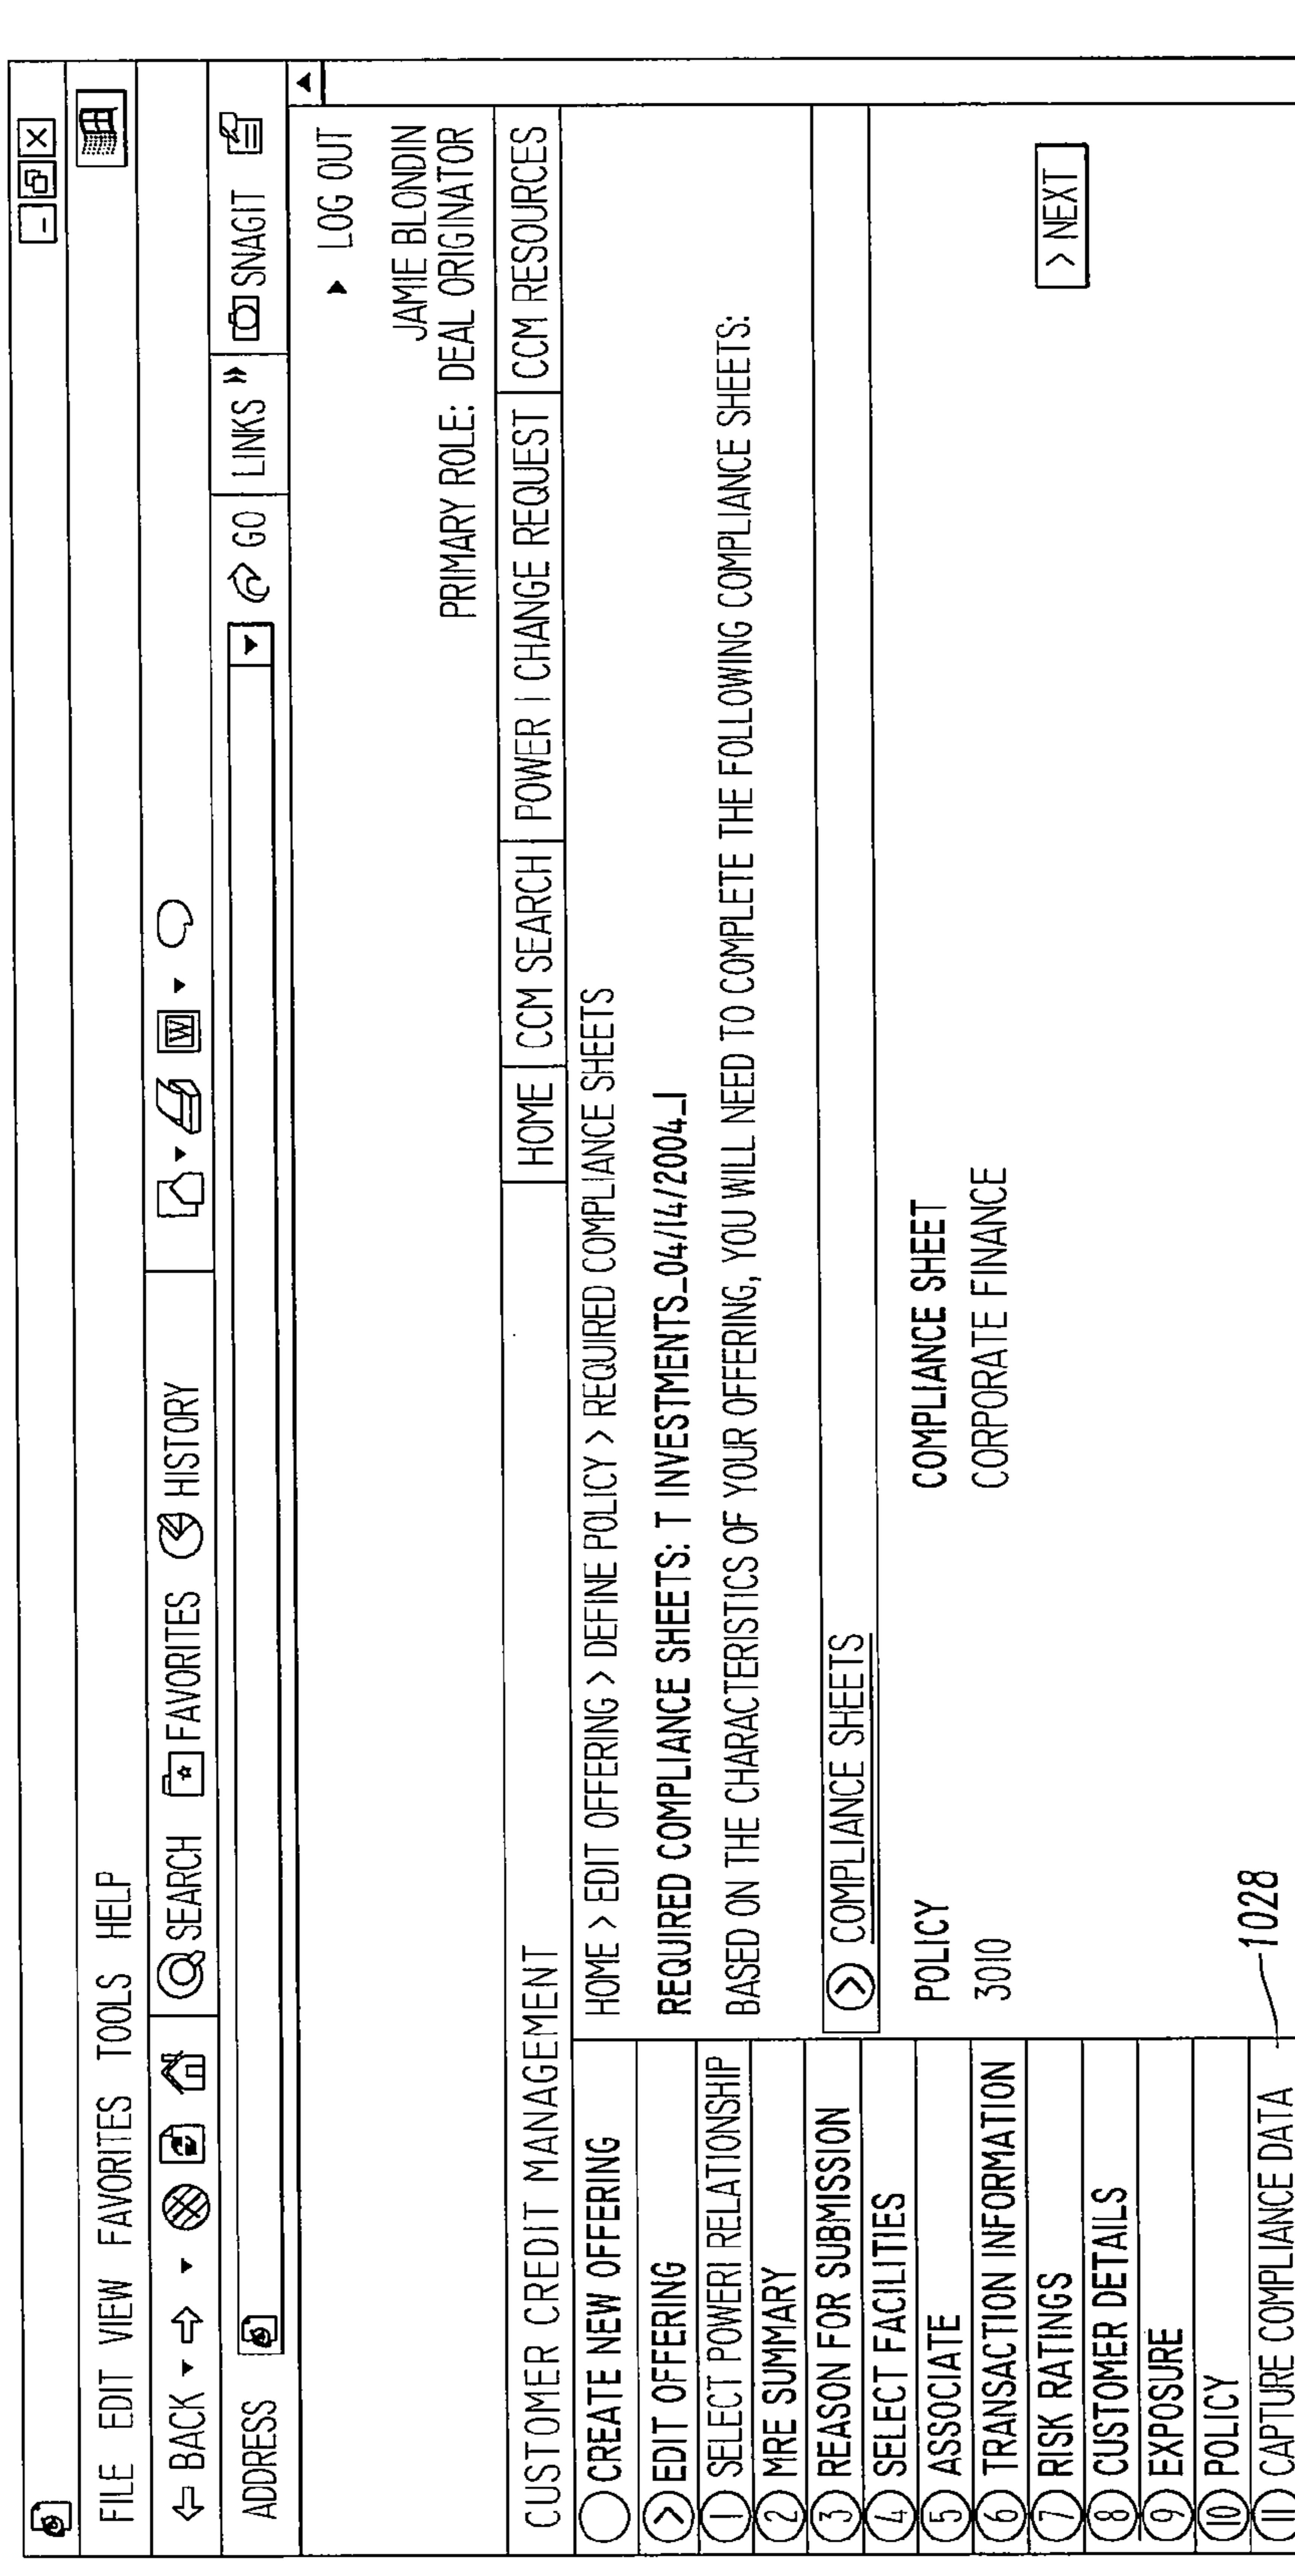 FILE EDIT VIEW FAVORITES TOOLS HELP
BACK SEARCH FAVORITES HISTORY W
ADDRESS GO LINKS » SNAGIT
LOG OUT
JAMIE BLONDIN
PRIMARY ROLE: DEAL ORIGINATOR
CUSTOMER CREDIT MANAGEMENT HOME CCM SEARCH POWER I CHANGE REQUEST CCM RESOURCES
CREATE NEW OFFERING
> EDIT OFFERING
1 SELECT POWERI RELATIONSHIP
2 MRE SUMMARY
3 REASON FOR SUBMISSION
4 SELECT FACILITIES
5 ASSOCIATE
6 TRANSACTION INFORMATION
7 RISK RATINGS
8 CUSTOMER DETAILS
9 EXPOSURE
10 POLICY
11 CAPTURE COMPLIANCE DATA
1028
HOME > EDIT OFFERING > DEFINE POLICY > REQUIRED COMPLIANCE SHEETS
REQUIRED COMPLIANCE SHEETS: T INVESTMENTS_04/14/2004_1
BASED ON THE CHARACTERISTICS OF YOUR OFFERING, YOU WILL NEED TO COMPLETE THE FOLLOWING COMPLIANCE SHEETS:
> COMPLIANCE SHEETS
POLICY COMPLIANCE SHEET
3010 CORPORATE FINANCE
> NEXT